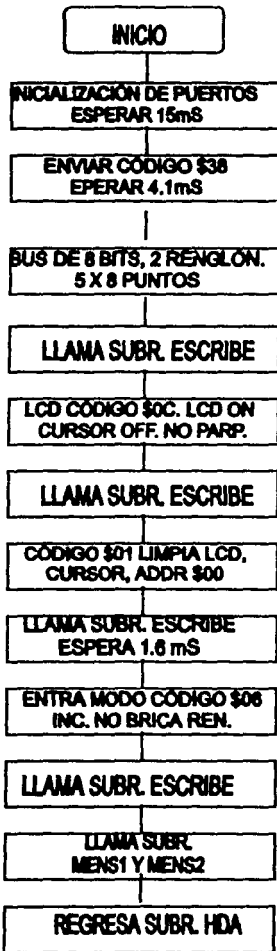 INICIO
INICIALIZACIÓN DE PUERTOS
ESPERAR 15mS
ENVIAR CÓDIGO $38
EPERAR 4.1mS
BUS DE 8 BITS, 2 RENGLÓN.
5 X 8 PUNTOS
LLAMA SUBR. ESCRIBE
LCD CÓDIGO $0C. LCD ON
CURSOR OFF. NO PARP.
LLAMA SUBR. ESCRIBE
CÓDIGO $01 LIMPIA LCD,
CURSOR, ADDR $00
LLAMA SUBR. ESCRIBE
ESPERA 1.6 mS
ENTRA MODO CÓDIGO $06
INC. NO BRICA REN.
LLAMA SUBR. ESCRIBE
LLAMA SUBR.
MENS1 Y MENS2
REGRESA SUBR. HDA